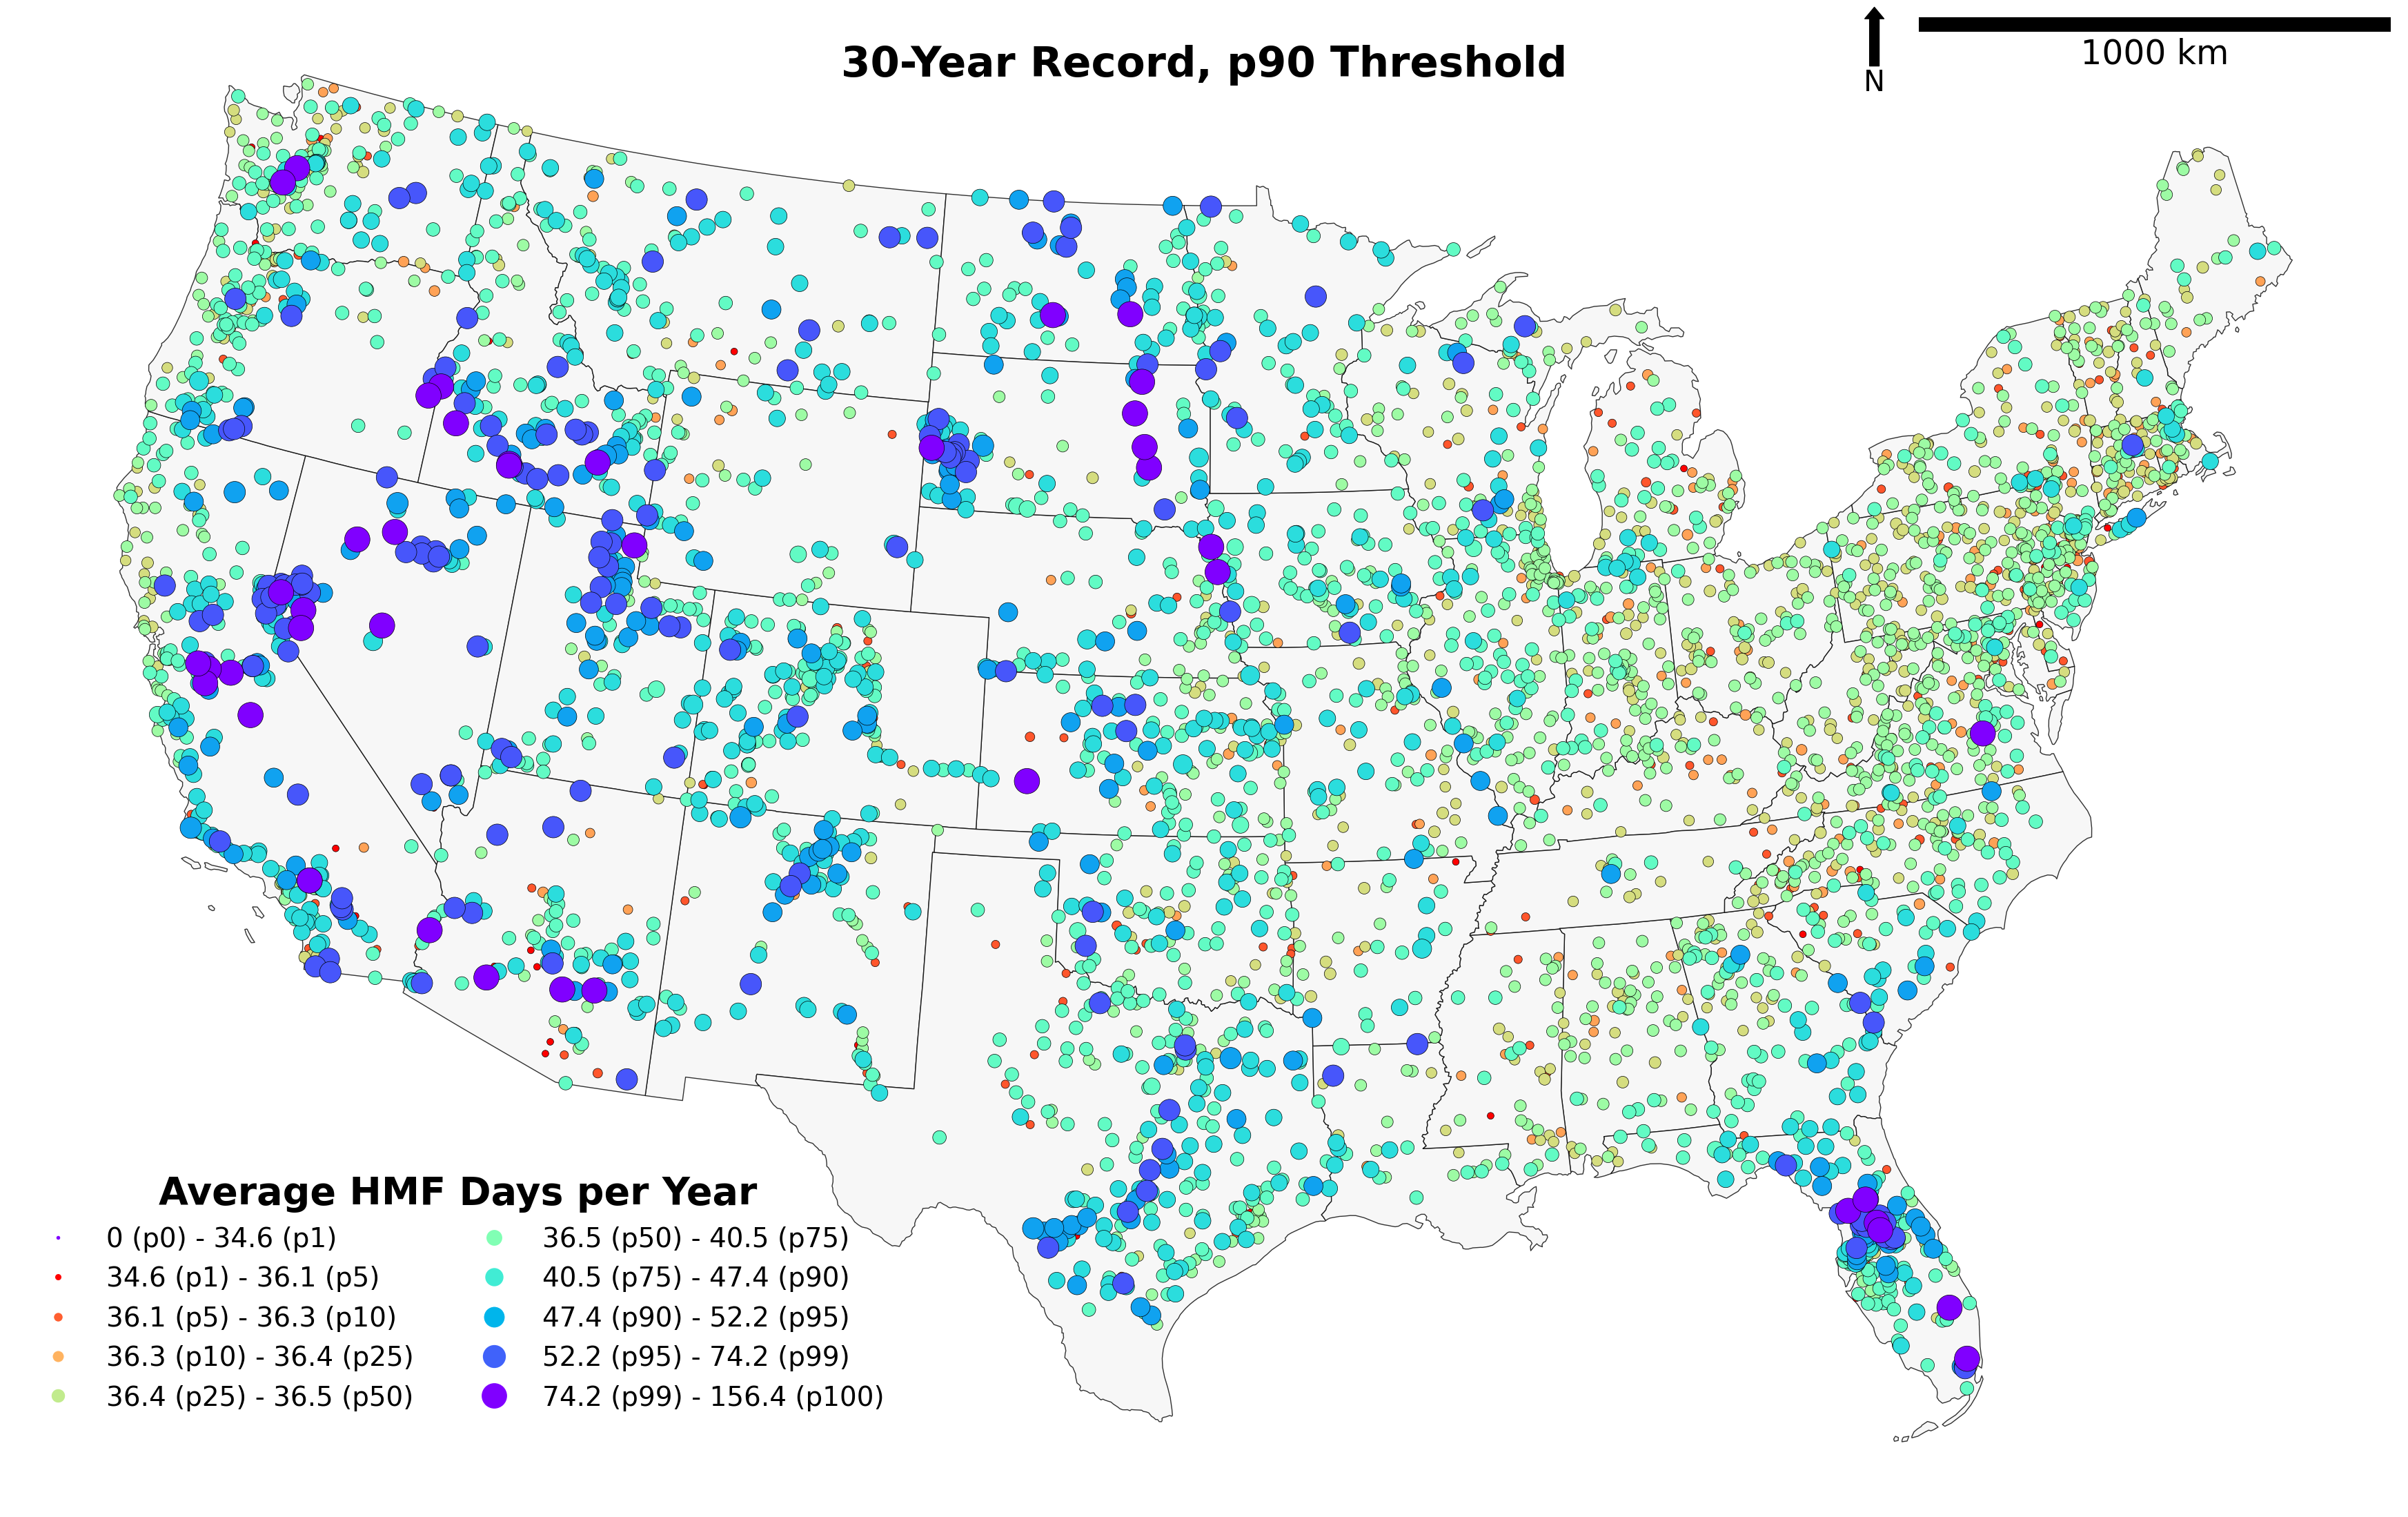 30-Year Record, p90 Threshold
1000 km
N
Average HMF Days per Year
0 (p0) - 34.6 (p1)
34.6 (p1) - 36.1 (p5)
36.1 (p5) - 36.3 (p10)
36.3 (p10) - 36.4 (p25)
36.4 (p25) - 36.5 (p50)
36.5 (p50) - 40.5 (p75)
40.5 (p75) - 47.4 (p90)
47.4 (p90) - 52.2 (p95)
52.2 (p95) - 74.2 (p99)
74.2 (p99) - 156.4 (p100)